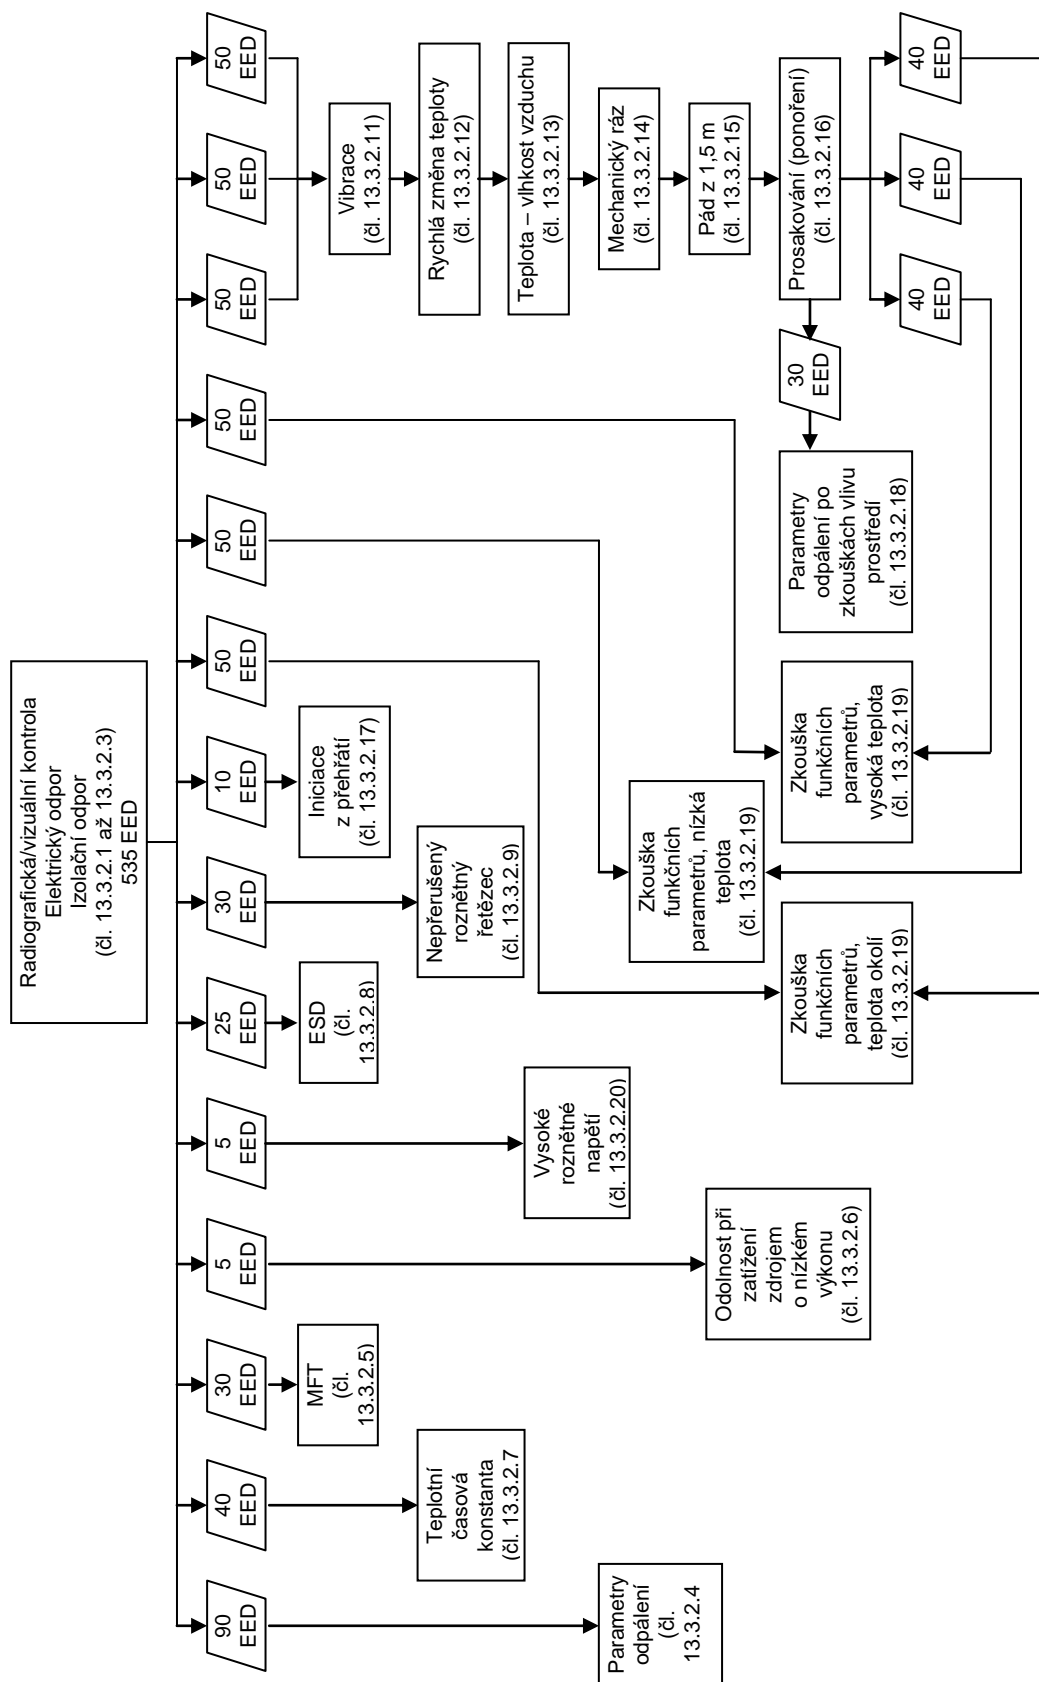 Radiografická/vizuální kontrola
Elektrický odpor
Izolační odpor
(čl. 13.3.2.1 až 13.3.2.3)
535 EED
90
EED
40
EED
30
EED
5
EED
5
EED
25
EED
30
EED
10
EED
50
EED
50
EED
50
EED
50
EED
50
EED
50
EED
Parametry
odpálení
(čl.
13.3.2.4
Teplotní
časová
konstanta
(čl. 13.3.2.7
MFT
(čl.
13.3.2.5)
Odolnost při
zatížení
zdrojem
o nízkém
výkonu
(čl. 13.3.2.6)
Vysoké
roznětné
napětí
(čl. 13.3.2.20)
ESD
(čl.
13.3.2.8)
Nepřerušený
roznětný
řetězec
(čl. 13.3.2.9)
Iniciace
z přehřátí
(čl. 13.3.2.17)
Vibrace
(čl. 13.3.2.11)
Rychlá změna teploty
(čl. 13.3.2.12)
Teplota – vlhkost vzduchu
(čl. 13.3.2.13)
Mechanický ráz
(čl. 13.3.2.14)
Pád z 1,5 m
(čl. 13.3.2.15)
Prosakování (ponoření)
(čl. 13.3.2.16)
30
EED
Parametry
odpálení po
zkouškách vlivu
prostředí
(čl. 13.3.2.18)
40
EED
40
EED
40
EED
Zkouška
funkčních
parametrů,
teplota okolí
(čl. 13.3.2.19)
Zkouška
funkčních
parametrů, nízká
teplota
(čl. 13.3.2.19)
Zkouška
funkčních
parametrů,
vysoká teplota
(čl. 13.3.2.19)